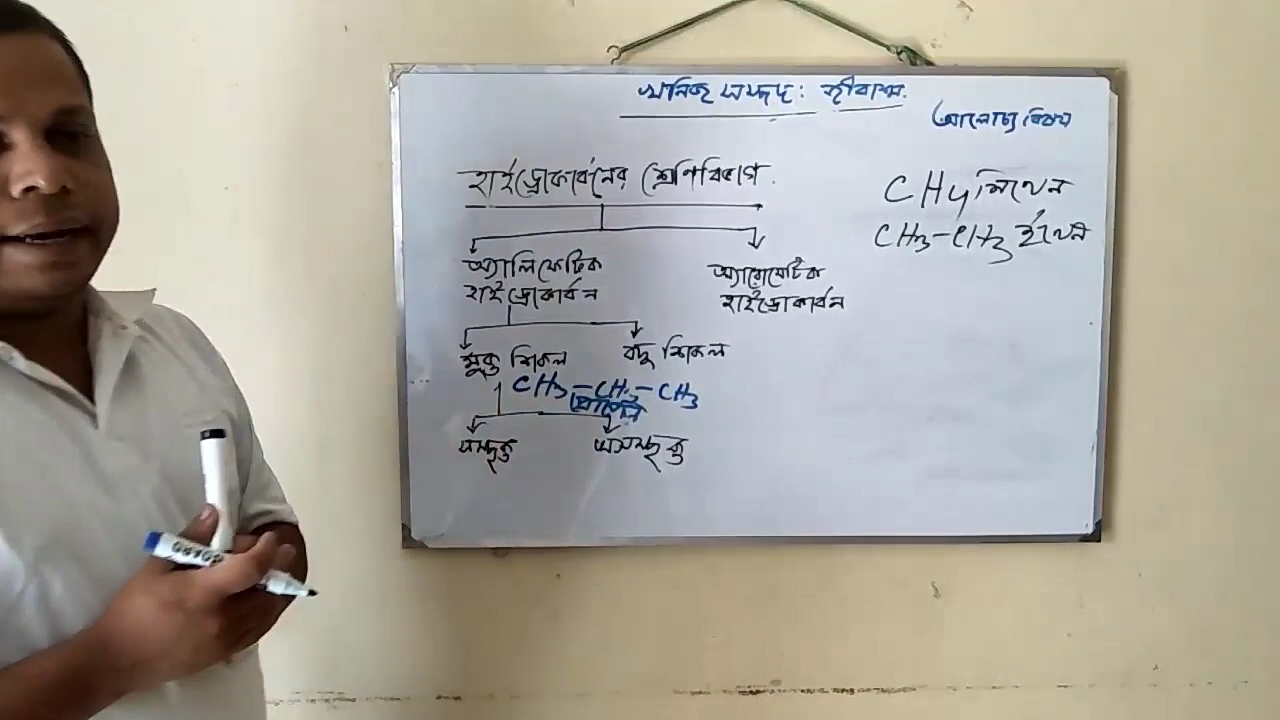 খনিজ সম্পদ: জীবাশ্ম.
আলোচ্য বিষয়
হাইড্রোকার্বনের শ্রেণিবিভাগ.
অ্যালিফেটিক
হাইড্রোকার্বন
অ্যারোমেটিক
হাইড্রোকার্বন
মুক্ত শিকল
বদ্ধ শিকল
CH3-CH2-CH3
প্রোপেন
সম্পৃক্ত
অসম্পৃক্ত
CH4 মিথেন
CH3-CH3 ইথেন